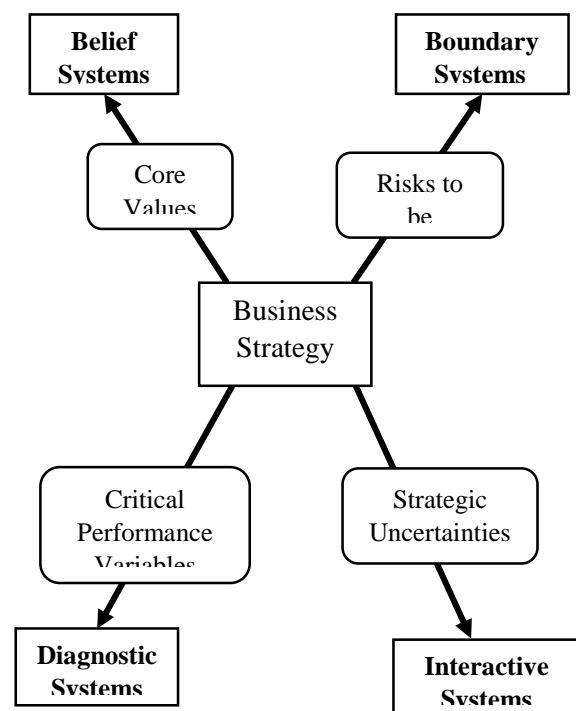 Belief
Systems
Boundary
Systems
Core
Values
Risks to
be
Business
Strategy
Critical
Performance
Variables
Strategic
Uncertainties
Diagnostic
Systems
Interactive
Systems